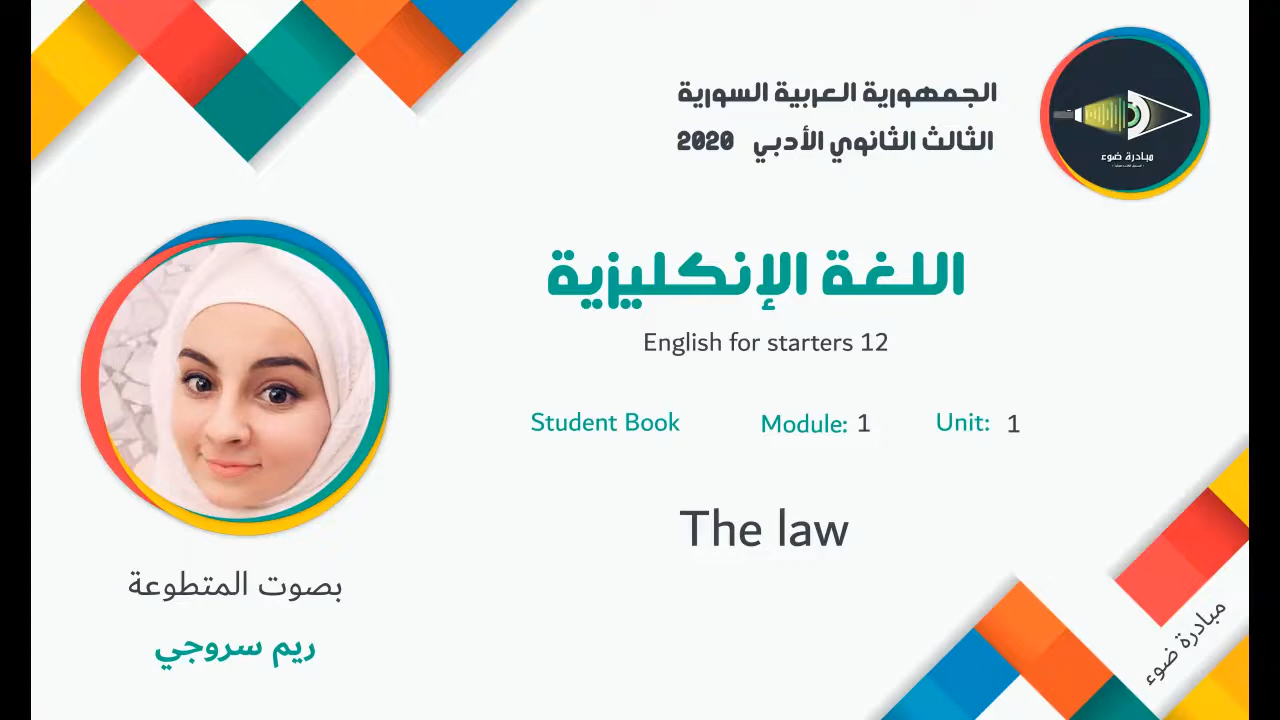 الجمهورية العربية السورية
الثالث الثانوي الأدبي 2020
مبادرة ضوء
اللغة الإنكليزية
English for starters 12
Student Book Module: 1 Unit: 1
The law
بصوت المتطوعة
ريم سروجي
مبادرة ضوء